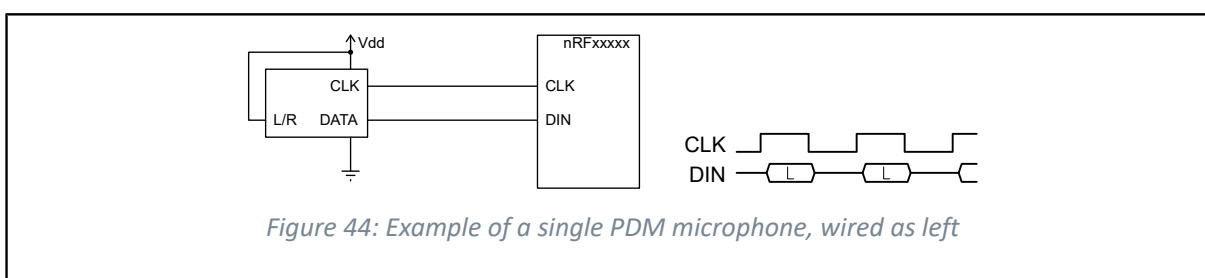 Vdd
nRFxxxxx
CLK
CLK
L/R
DATA
DIN
CLK
DIN
L
L
Figure 44: Example of a single PDM microphone, wired as left